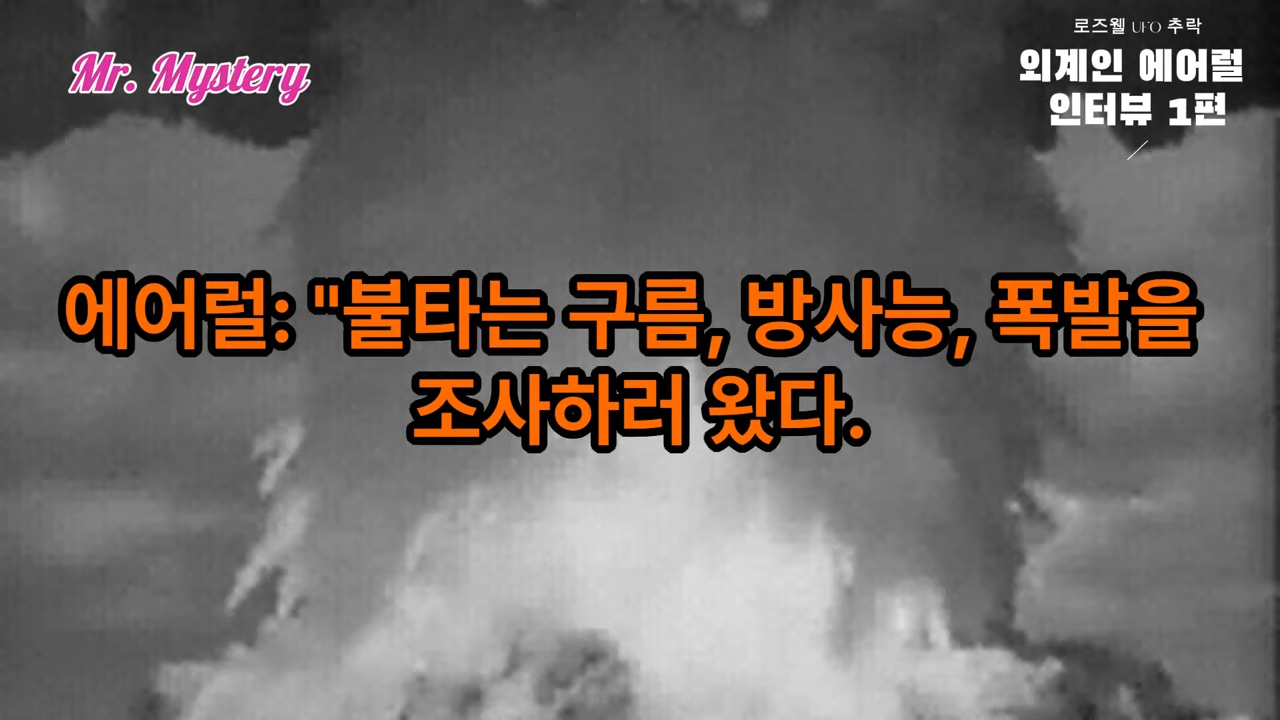 Mr. Mystery
로즈웰 UFO 추락
외계인 에어럴
인터뷰 1편
에어럴: "불타는 구름, 방사능, 폭발을
조사하러 왔다.